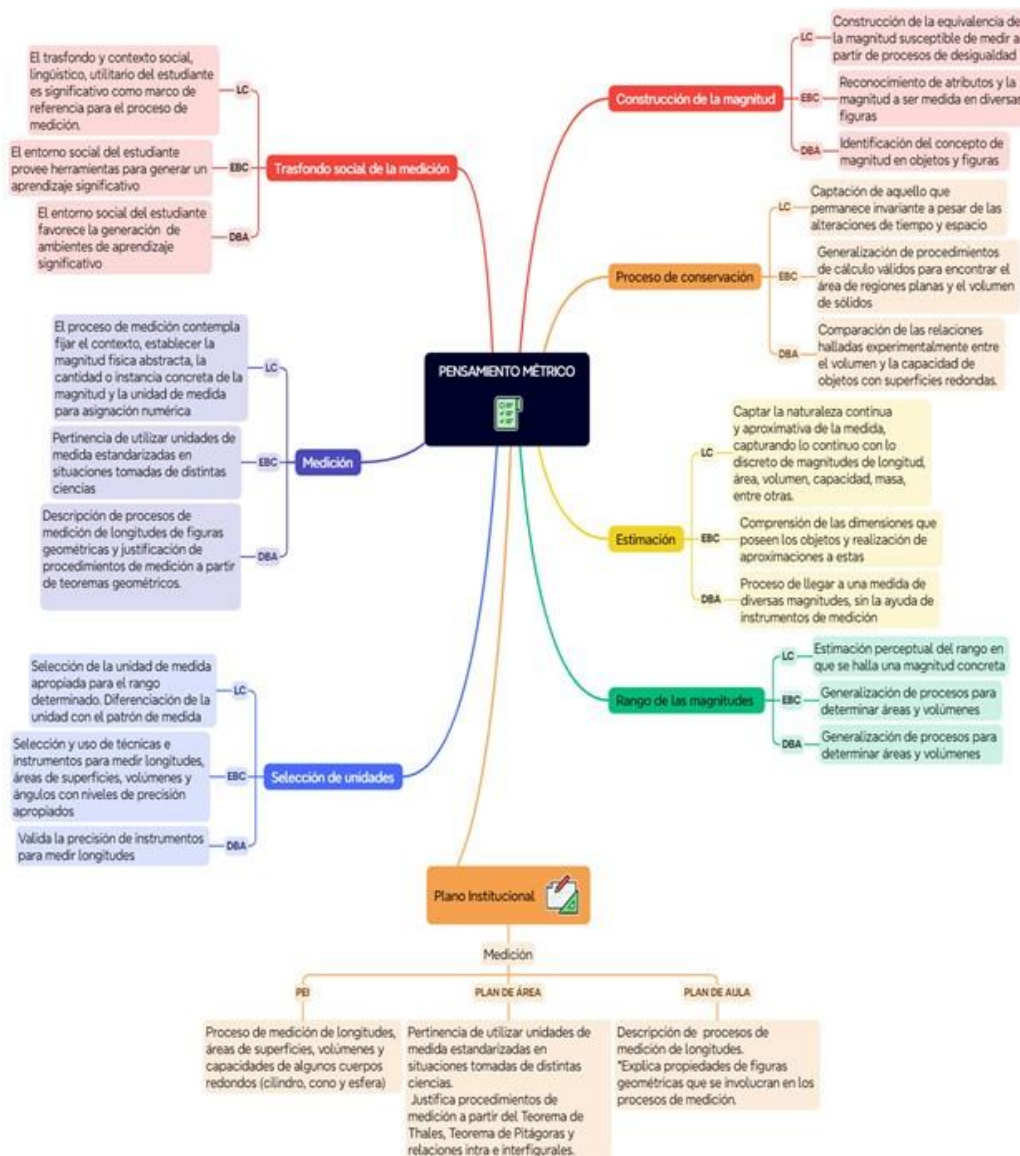 PENSAMIENTO MÉTRICO
Trasfondo social de la medición
LC
El trasfondo y contexto social,
lingüístico, utilitario del estudiante
es significativo como marco de
referencia para el proceso de
medición.
EBC
El entorno social del estudiante
provee herramientas para generar un
aprendizaje significativo
DBA
El entorno social del estudiante
favorece la generación de
ambientes de aprendizaje
significativo
Medición
LC
El proceso de medición contempla
fijar el contexto, establecer la
magnitud física abstracta, la
cantidad o instancia concreta de la
magnitud y la unidad de medida
para asignación numérica
EBC
Pertinencia de utilizar unidades de
medida estandarizadas en
situaciones tomadas de distintas
ciencias
DBA
Descripción de procesos de
medición de longitudes de figuras
geométricas y justificación de
procedimientos de medición a partir
de teoremas geométricos.
Selección de unidades
LC
Selección de la unidad de medida
apropiada para el rango
determinado. Diferenciación de la
unidad con el patrón de medida
EBC
Selección y uso de técnicas e
instrumentos para medir longitudes,
áreas de superficies, volúmenes y
ángulos con niveles de precisión
apropiados
DBA
Valida la precisión de instrumentos
para medir longitudes
Construcción de la magnitud
LC
Construcción de la equivalencia de
la magnitud susceptible de medir a
partir de procesos de desigualdad
EBC
Reconocimiento de atributos y la
magnitud a ser medida en diversas
figuras
DBA
Identificación del concepto de
magnitud en objetos y figuras
Proceso de conservación
LC
Captación de aquello que
permanece invariante a pesar de las
alteraciones de tiempo y espacio
EBC
Generalización de procedimientos
de cálculo válidos para encontrar el
área de regiones planas y el volumen
de sólidos
DBA
Comparación de las relaciones
halladas experimentalmente entre
el volumen y la capacidad de
objetos con superficies redondas.
Estimación
LC
Captar la naturaleza continua
y aproximativa de la medida,
capturando lo continuo con lo
discreto de magnitudes de longitud,
área, volumen, capacidad, masa,
entre otras.
EBC
Comprensión de las dimensiones que
poseen los objetos y realización de
aproximaciones a estas
DBA
Proceso de llegar a una medida de
diversas magnitudes, sin la ayuda de
instrumentos de medición
Rango de las magnitudes
LC
Estimación perceptual del rango en
que se halla una magnitud concreta
EBC
Generalización de procesos para
determinar áreas y volúmenes
DBA
Generalización de procesos para
determinar áreas y volúmenes
Plano Institucional
Medición
PEI
Proceso de medición de longitudes,
áreas de superficies, volúmenes y
capacidades de algunos cuerpos
redondos (cilindro, cono y esfera)
PLAN DE ÁREA
Pertinencia de utilizar unidades de
medida estandarizadas en
situaciones tomadas de distintas
ciencias.
Justifica procedimientos de
medición a partir del Teorema de
Thales, Teorema de Pitágoras y
relaciones intra e interfigurales.
PLAN DE AULA
Descripción de procesos de
medición de longitudes.
*Explica propiedades de figuras
geométricas que se involucran en los
procesos de medición.